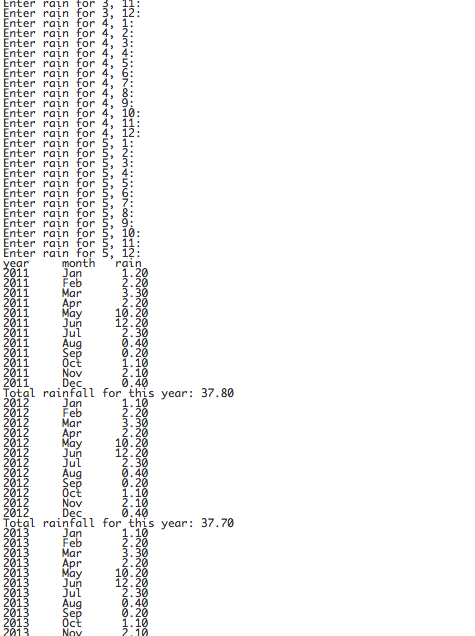 Enter rain for 3, 11:
Enter rain for 3, 12:
Enter rain for 4, 1:
Enter rain for 4, 2:
Enter rain for 4, 3:
Enter rain for 4, 4:
Enter rain for 4, 5:
Enter rain for 4, 6:
Enter rain for 4, 7:
Enter rain for 4, 8:
Enter rain for 4, 9:
Enter rain for 4, 10:
Enter rain for 4, 11:
Enter rain for 4, 12:
Enter rain for 5, 1:
Enter rain for 5, 2:
Enter rain for 5, 3:
Enter rain for 5, 4:
Enter rain for 5, 5:
Enter rain for 5, 6:
Enter rain for 5, 7:
Enter rain for 5, 8:
Enter rain for 5, 9:
Enter rain for 5, 10:
Enter rain for 5, 11:
Enter rain for 5, 12:
year month rain
2011 Jan 1.20
2011 Feb 2.20
2011 Mar 3.30
2011 Apr 2.20
2011 May 10.20
2011 Jun 12.20
2011 Jul 2.30
2011 Aug 0.40
2011 Sep 0.20
2011 Oct 1.10
2011 Nov 2.10
2011 Dec 0.40
Total rainfall for this year: 37.80
2012 Jan 1.10
2012 Feb 2.20
2012 Mar 3.30
2012 Apr 2.20
2012 May 10.20
2012 Jun 12.20
2012 Jul 2.30
2012 Aug 0.40
2012 Sep 0.20
2012 Oct 1.10
2012 Nov 2.10
2012 Dec 0.40
Total rainfall for this year: 37.70
2013 Jan 1.10
2013 Feb 2.20
2013 Mar 3.30
2013 Apr 2.20
2013 May 10.20
2013 Jun 12.20
2013 Jul 2.30
2013 Aug 0.40
2013 Sep 0.20
2013 Oct 1.10
2013 Nov 2.10